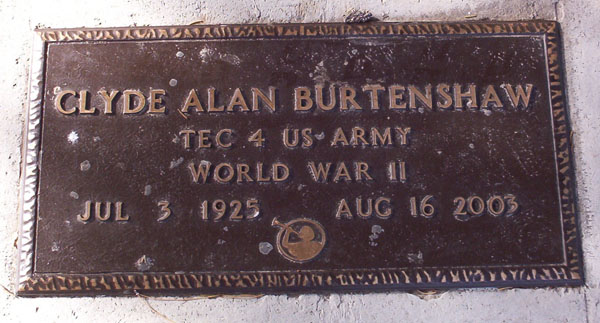 CLYDE ALAN BURTENSHAW
TEC 4 US ARMY
WORLD WAR II
JUL 3 1925 AUG 16 2003